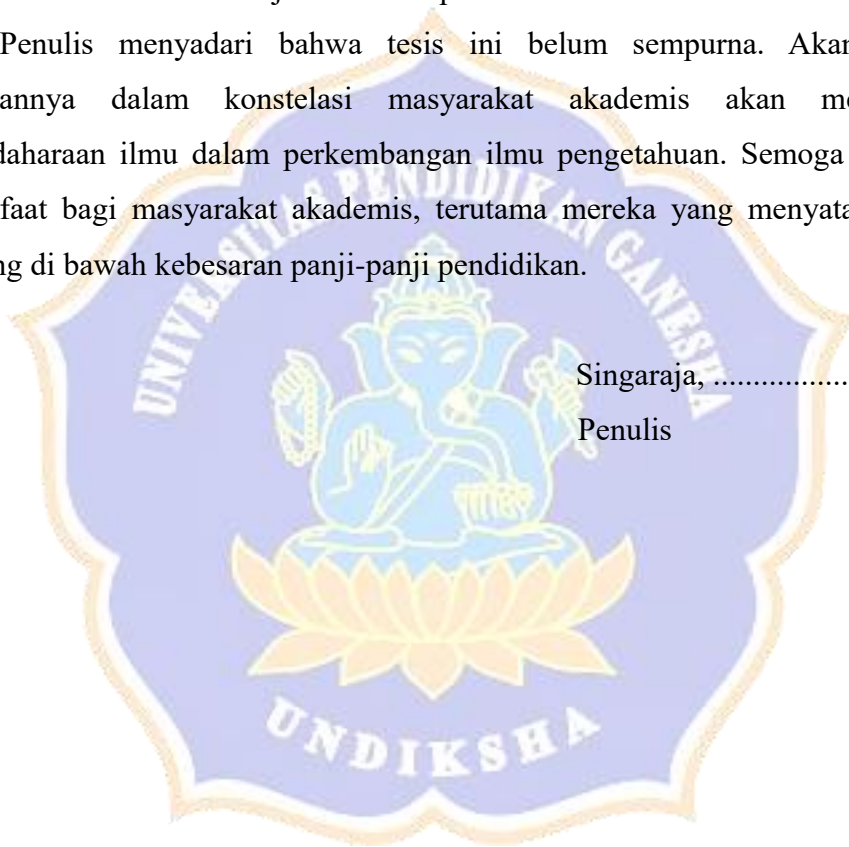 Penulis menyadari bahwa tesis ini belum sempurna. Akan
annya dalam konstelasi masyarakat akademis akan me
daharaan ilmu dalam perkembangan ilmu pengetahuan. Semoga
faat bagi masyarakat akademis, terutama mereka yang menyata
ng di bawah kebesaran panji-panji pendidikan.
UNIVERSITAS PENDIDIKAN GANESHA
Singaraja, .................
Penulis
UNDIKSHA